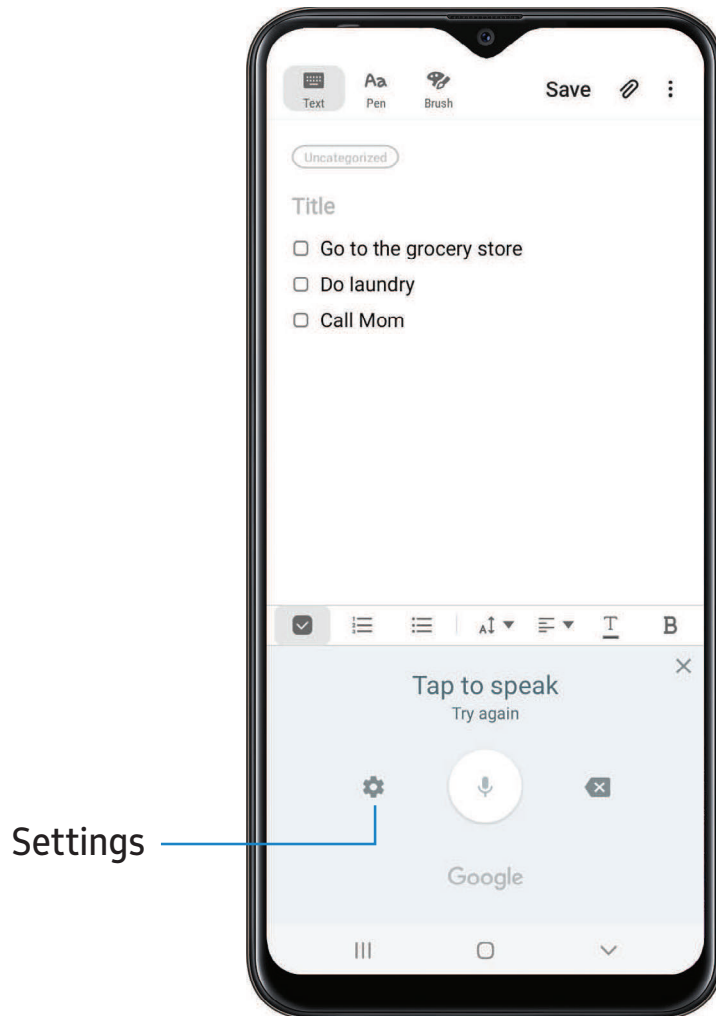 Text Pen Brush Save
Uncategorized
Title
Go to the grocery store
Do laundry
Call Mom
A T B
Tap to speak
Try again
Settings
Google